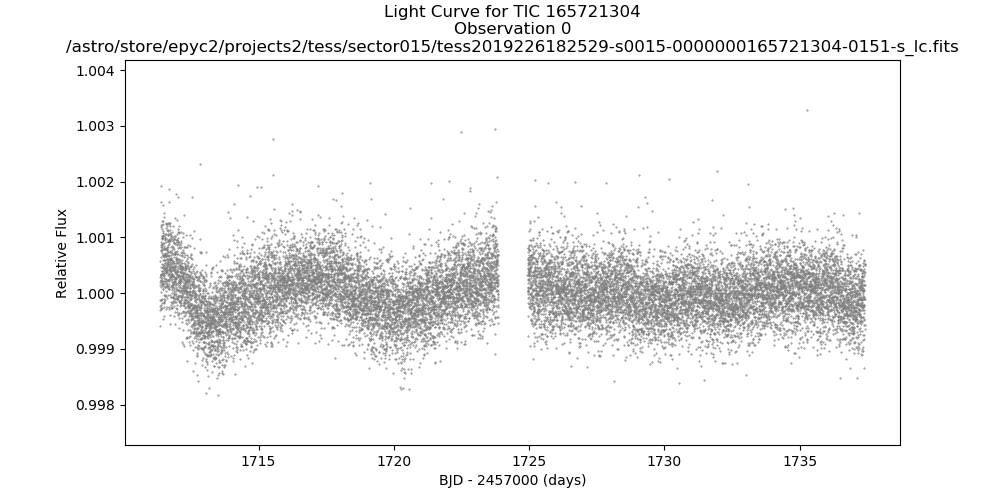 Light Curve for TIC 165721304
Observation 0
/astro/store/epyc2/projects2/tess/sector015/tess2019226182529-s0015-0000000165721304-0151-s_lc.fits
1.004
1.003
1.002
1.001
1.000
0.999
0.998
Relative Flux
1715
1720
1725
1730
1735
BJD - 2457000 (days)